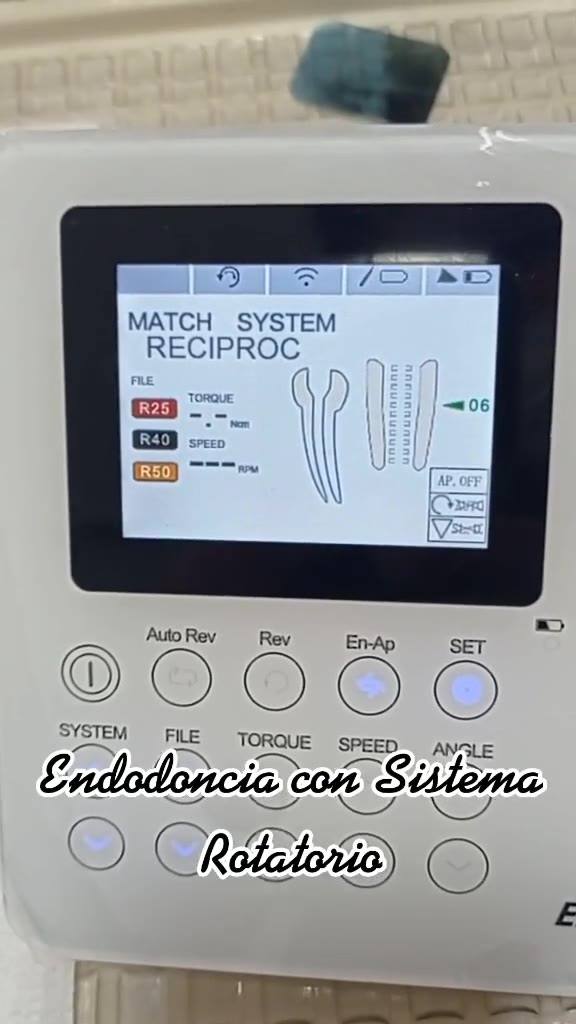 MATCH SYSTEM
RECIPROC
FILE
R25
TORQUE
-.- Ncm
R40
SPEED
R50
--- RPM
06
AP.OFF
Auto Rev
Rev
En-Ap
SET
SYSTEM
FILE
TORQUE
SPEED
ANGLE
Endodoncia con Sistema
Rotatorio